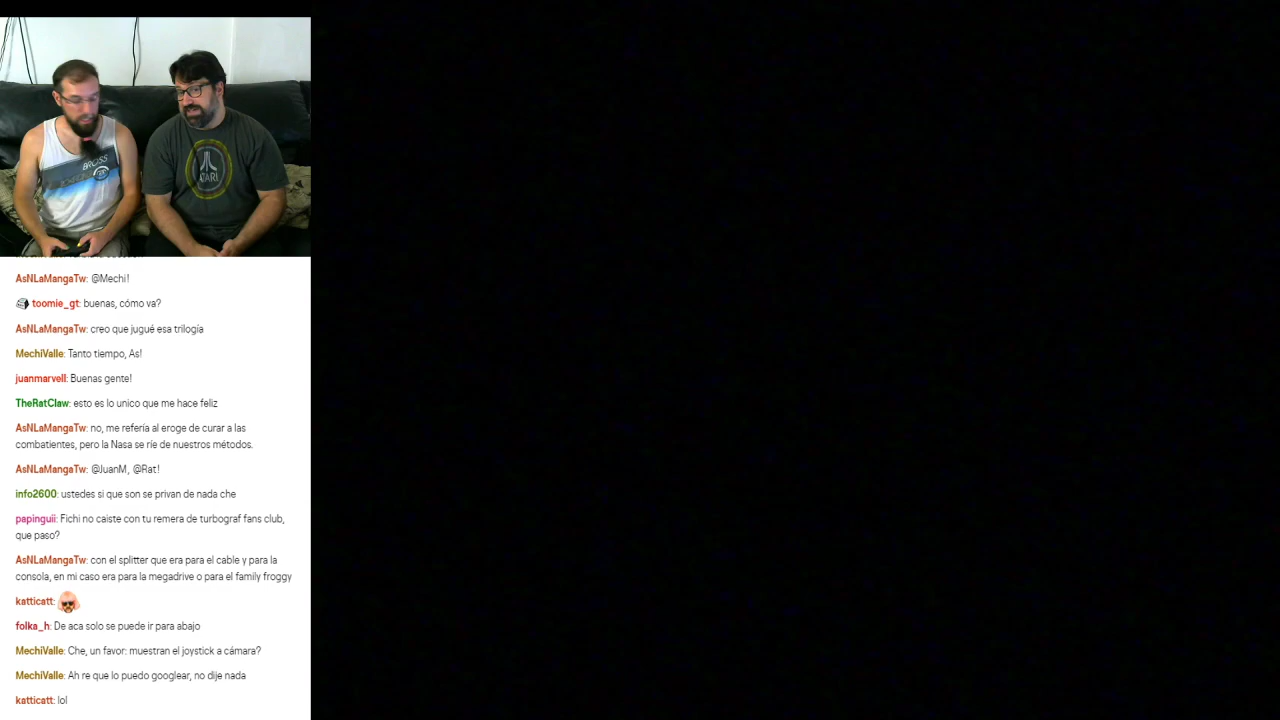 BROSS
ATARI
AsNLaMangaTw: @Mechi!
toomie_gt: buenas, cómo va?
AsNLaMangaTw: creo que jugué esa trilogía
MechiValle: Tanto tiempo, As!
juanmarvell: Buenas gente!
TheRatClaw: esto es lo unico que me hace feliz
AsNLaMangaTw: no, me refería al eroge de curar a las
combatientes, pero la Nasa se ríe de nuestros métodos.
AsNLaMangaTw: @JuanM, @Rat!
info2600: ustedes si que son se privan de nada che
papinguii: Fichi no caiste con tu remera de turbograf fans club,
que paso?
AsNLaMangaTw: con el splitter que era para el cable y para la
consola, en mi caso era para la megadrive o para el family froggy
katticatt:
folka_h: De aca solo se puede ir para abajo
MechiValle: Che, un favor: muestran el joystick a cámara?
MechiValle: Ah re que lo puedo googlear, no dije nada
katticatt: lol